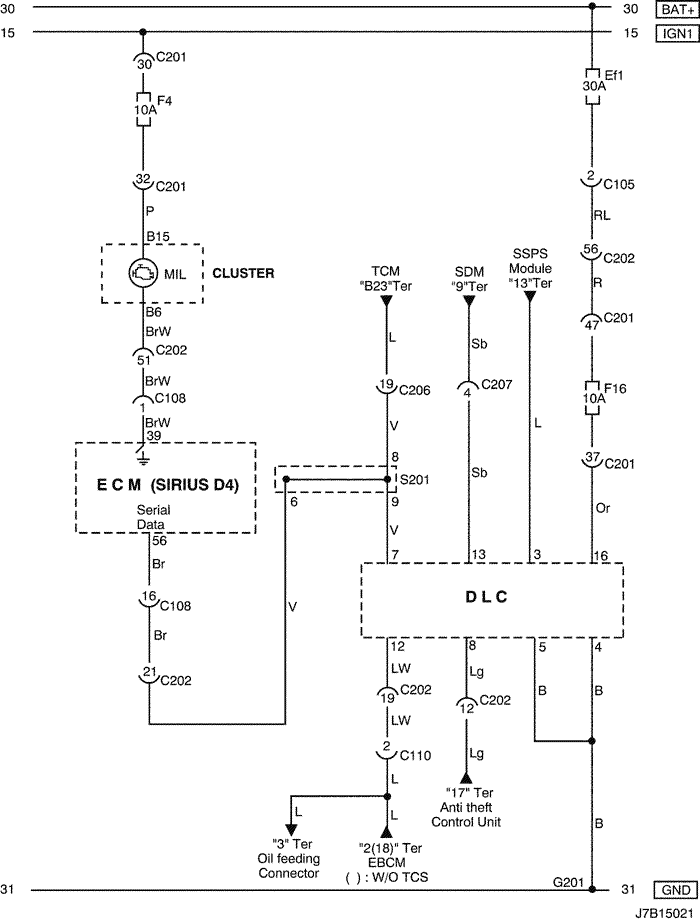 30 30 BAT+
15 15 IGN1
C201
30
F4
10A
Ef1
30A
32
C201
2
C105
P
RL
B15
MIL
CLUSTER
56
C202
TCM
"B23"Ter
SDM
"9"Ter
SSPS
Module
"13"Ter
R
B6
BrW
C202
51
C201
47
L
Sb
BrW
C108
1
19
C206
C207
4
F16
10A
BrW
39
V
L
8
37
C201
E C M (SIRIUS D4)
S201
Sb
6
9
Or
Serial
Data
56
V
Br
7
13
3
16
16
C108
V
D L C
Br
12
8
5
4
21
C202
LW
Lg
B
B
19
C202
12
C202
LW
Lg
2
C110
L
"17" Ter
Anti theft
Control Unit
L
L
B
"3" Ter
Oil feeding
Connector
"2(18)" Ter
EBCM
( ) : W/O TCS
G201
31 31 GND
J7B15021